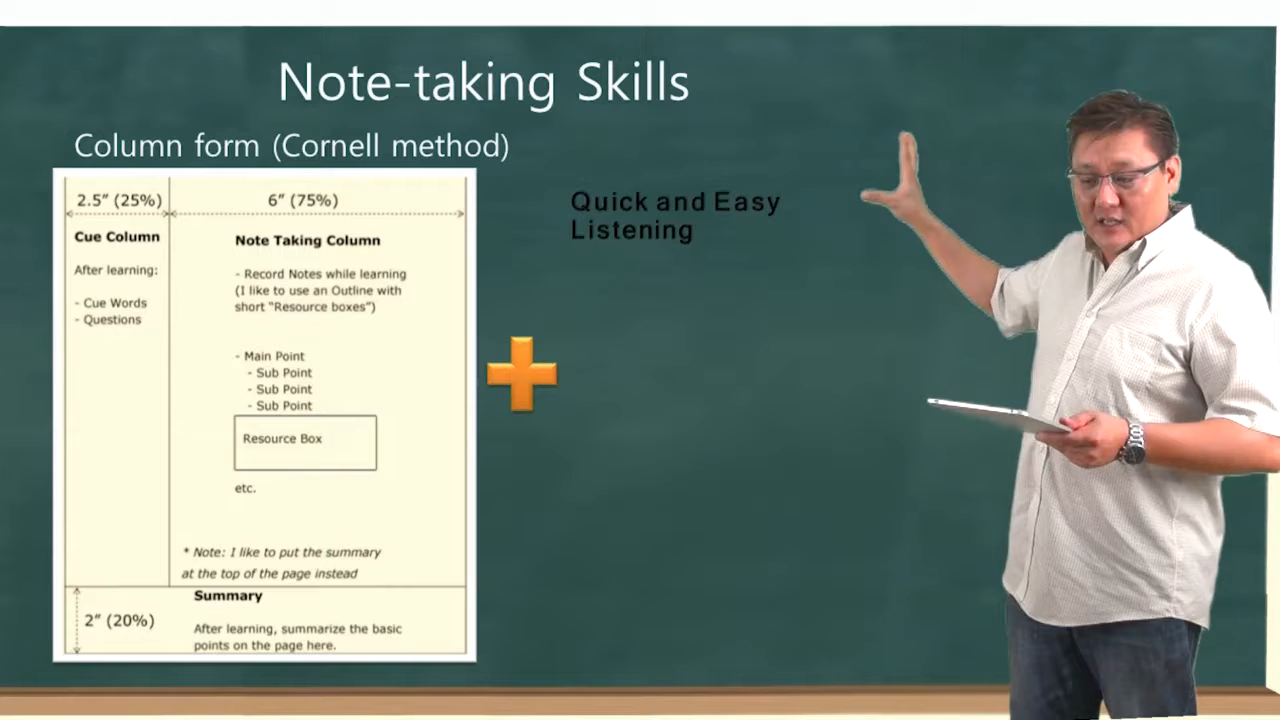 Note-taking Skills
Column form (Cornell method)
2.5” (25%)
6” (75%)
Cue Column
After learning:
- Cue Words
- Questions
Note Taking Column
- Record Notes while learning
(I like to use an Outline with
short “Resource boxes”)
- Main Point
- Sub Point
- Sub Point
- Sub Point
Resource Box
etc.
* Note: I like to put the summary
at the top of the page instead
2” (20%)
Summary
After learning, summarize the basic
points on the page here.
Quick and Easy
Listening